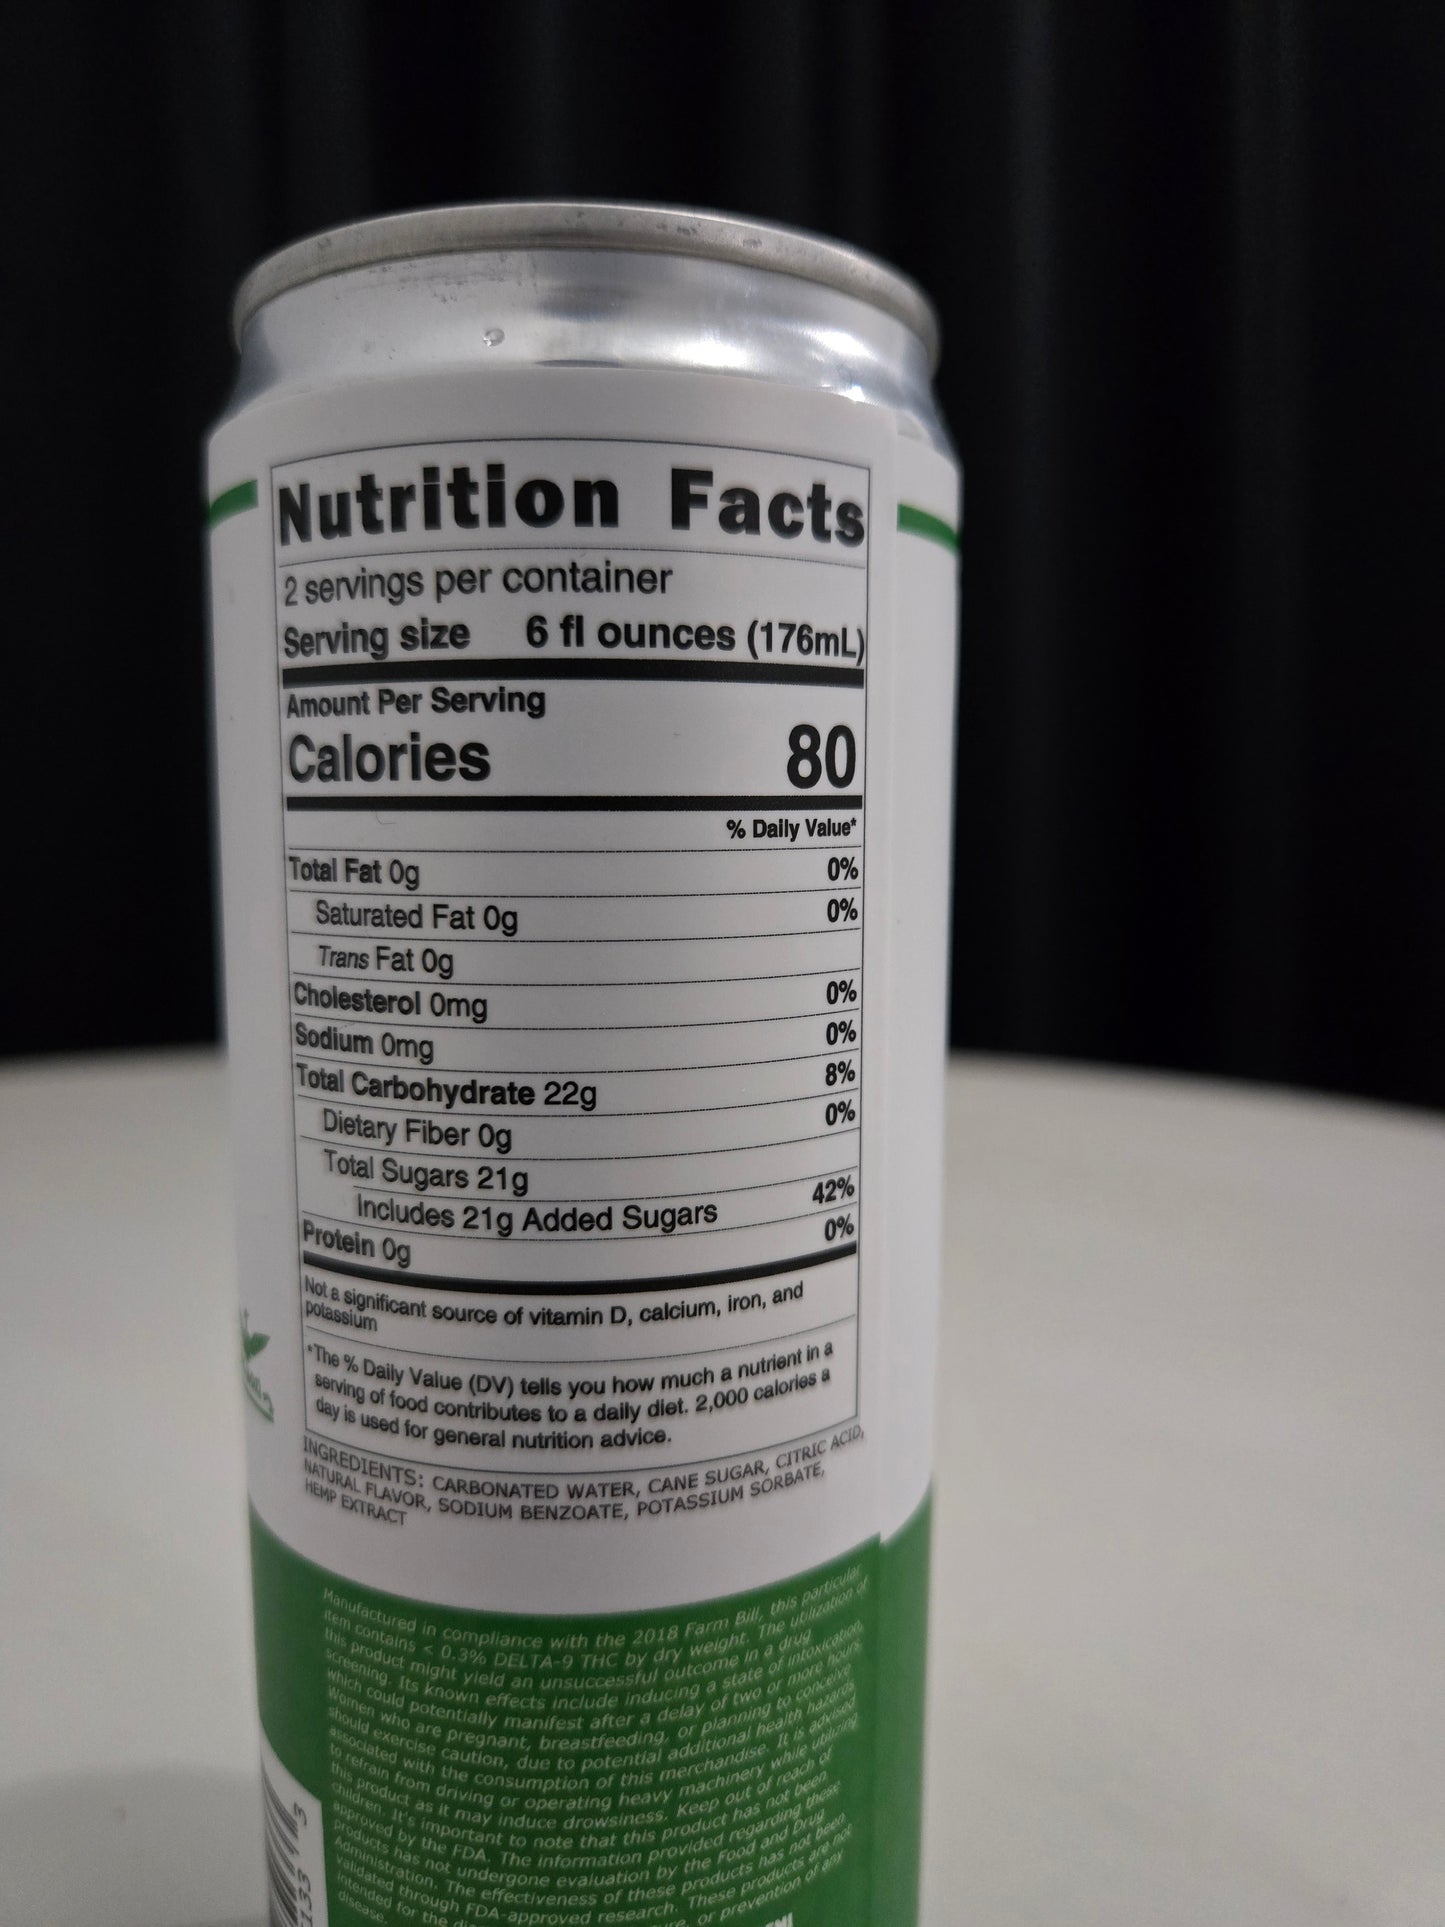 Nutrition Facts
2 servings per container
Serving size 6 fl ounces (176mL)
Amount Per Serving
Calories 80
% Daily Value*
Total Fat 0g 0%
Saturated Fat 0g 0%
Trans Fat 0g
Cholesterol 0mg 0%
Sodium 0mg 0%
Total Carbohydrate 22g 8%
Dietary Fiber 0g 0%
Total Sugars 21g
Includes 21g Added Sugars 42%
Protein 0g 0%
Not a significant source of vitamin D, calcium, iron, and
potassium
*The % Daily Value (DV) tells you how much a nutrient in a
serving of food contributes to a daily diet. 2,000 calories a
day is used for general nutrition advice.
INGREDIENTS: CARBONATED WATER, CANE SUGAR, CITRIC ACID,
NATURAL FLAVOR, SODIUM BENZOATE, POTASSIUM SORBATE,
HEMP EXTRACT
Manufactured in compliance with the 2018 Farm Bill, this particular
item contains < 0.3% DELTA-9 THC by dry weight. The utilization of
this product might yield an unsuccessful outcome in a drug
screening. Its known effects include inducing a state of intoxication,
which could potentially manifest after a delay of two or more hours.
Women who are pregnant, breastfeeding, or planning to conceive
should exercise caution, due to potential additional health hazards
associated with the consumption of this merchandise. It is advised
to refrain from driving or operating heavy machinery while utilizing
this product as it may induce drowsiness. Keep out of reach of
children. It's important to note that this product has not been
approved by the FDA. The information provided regarding these
products has not undergone evaluation by the Food and Drug
Administration. The effectiveness of these products has not been
validated through FDA-approved research. These products are not
intended for the or prevention of any
disease.
133 3